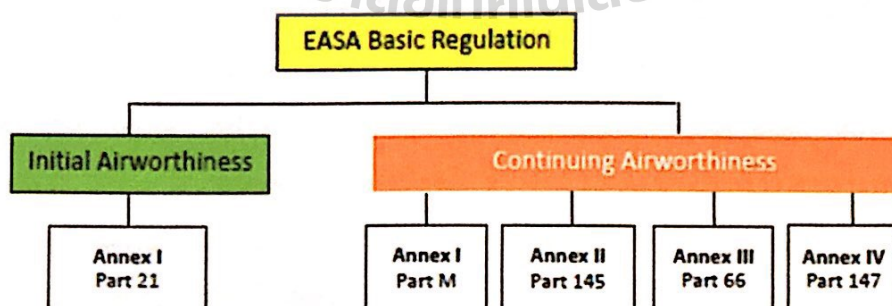 EASA Basic Regulation
Initial Airworthiness
Continuing Airworthiness
Annex I
Part 21
Annex I
Part M
Annex II
Part 145
Annex III
Part 66
Annex IV
Part 147